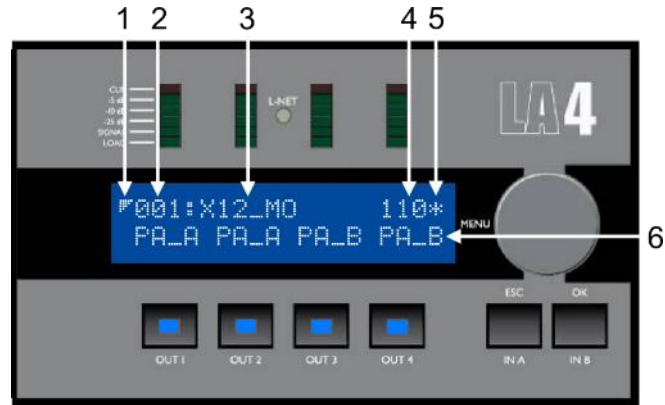 1 2 3 4 5
CLIP
-5 dB
-10 dB
-25 dB
SIGNAL
LOAD
L-NET
LA4
001:X12_MO 110*
PA_A PA_A PA_B PA_B
MENU
6
ESC OK
OUT 1 OUT 2 OUT 3 OUT 4 IN A IN B